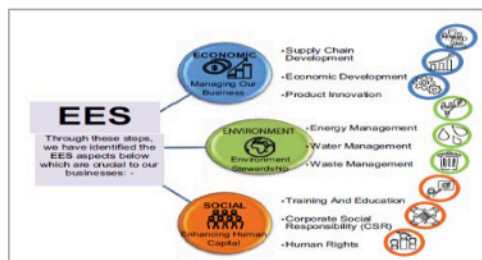 EES
Through these steps,
we have identified the
EES aspects below
which are crucial to our
businesses: -
ECONOMIC
Managing Our
Business
•Supply Chain
Development
•Economic Development
•Product Innovation
ENVIRONMENT
Environment
Stewardship
•Energy Management
•Water Management
•Waste Management
SOCIAL
Enhancing Human
Capital
•Training And Education
•Corporate Social
Responsibility (CSR)
•Human Rights